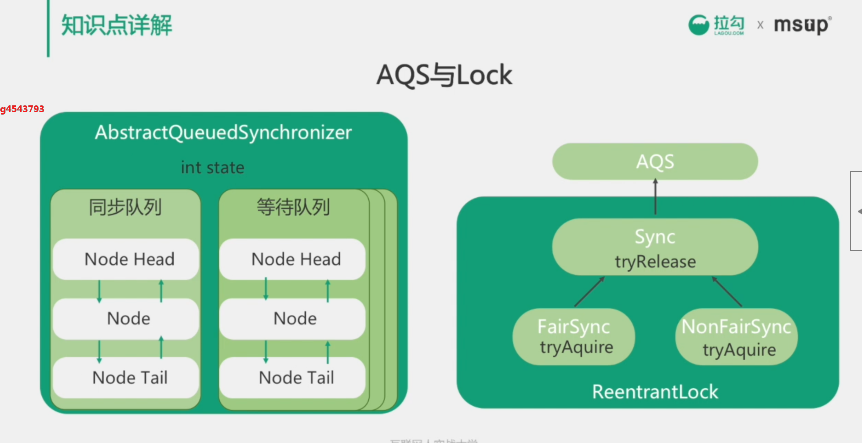 知识点详解
拉勾
LAGOU.COM
x
msup®
AQS与Lock
g4543793
AbstractQueuedSynchronizer
int state
同步队列
Node Head
Node
Node Tail
等待队列
Node Head
Node
Node Tail
AQS
Sync
tryRelease
FairSync
tryAquire
NonFairSync
tryAquire
ReentrantLock